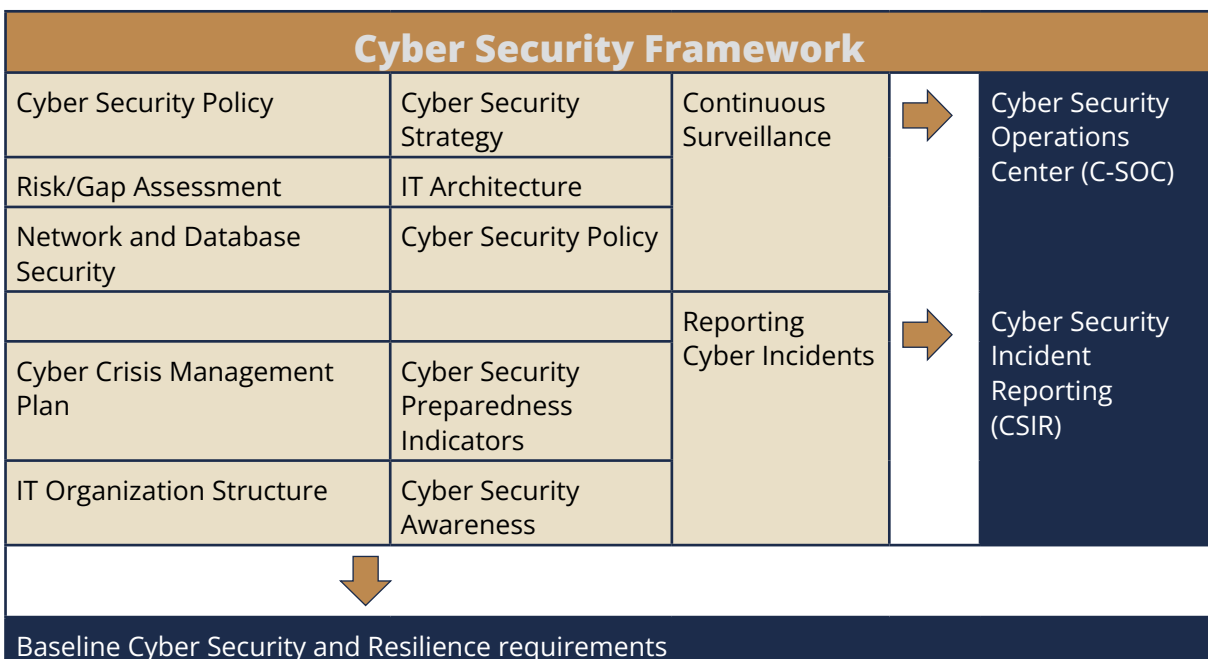 Cyber Security Framework
Cyber Security Policy
Cyber Security
Strategy
Continuous
Surveillance
Cyber Security
Operations
Center (C-SOC)
Risk/Gap Assessment
IT Architecture
Network and Database
Security
Cyber Security Policy
Reporting
Cyber Incidents
Cyber Security
Incident
Reporting
(CSIR)
Cyber Crisis Management
Plan
Cyber Security
Preparedness
Indicators
IT Organization Structure
Cyber Security
Awareness
Baseline Cyber Security and Resilience requirements